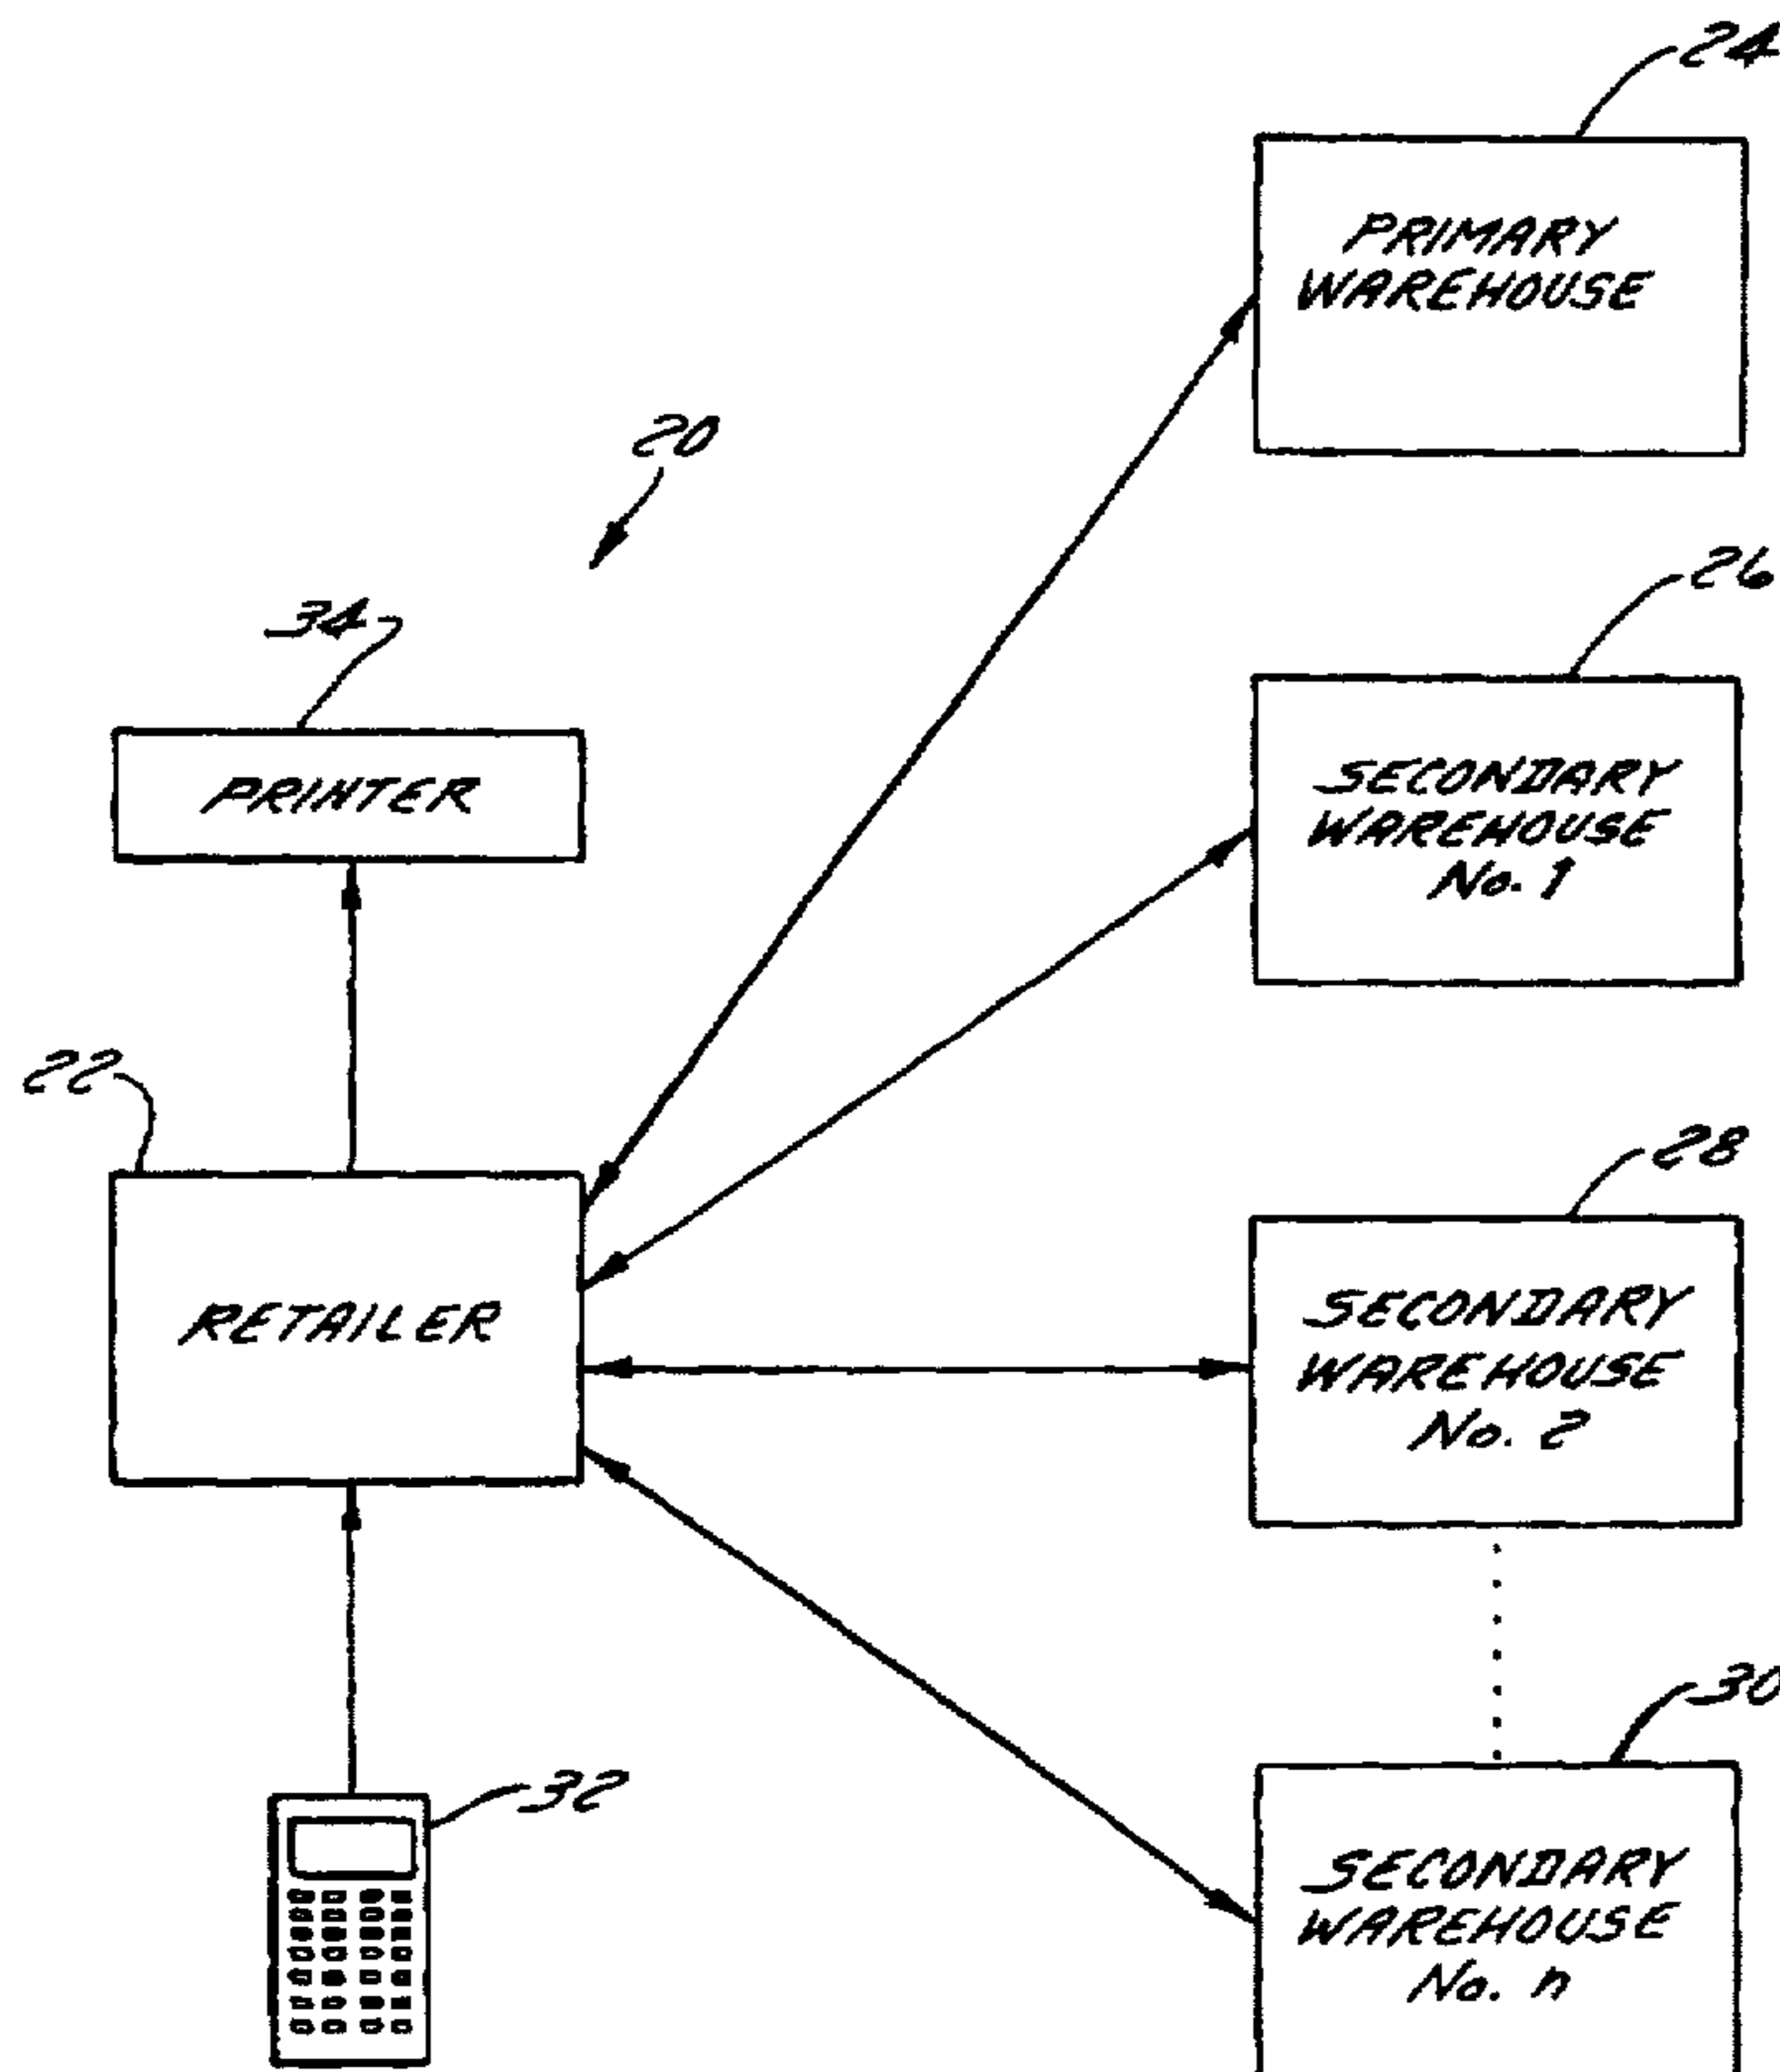 24
PRIMARY
WAREHOUSE
20
26
34
PRINTER
SECONDARY
WAREHOUSE
No. 1
22
28
RETAILER
SECONDARY
WAREHOUSE
No. 2
30
32
SECONDARY
WAREHOUSE
No. n